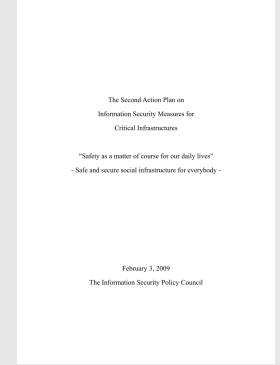 The Second Action Plan on
Information Security Measures for
Critical Infrastructures
“Safety as a matter of course for our daily lives”
- Safe and secure social infrastructure for everybody -
February 3, 2009
The Information Security Policy Council